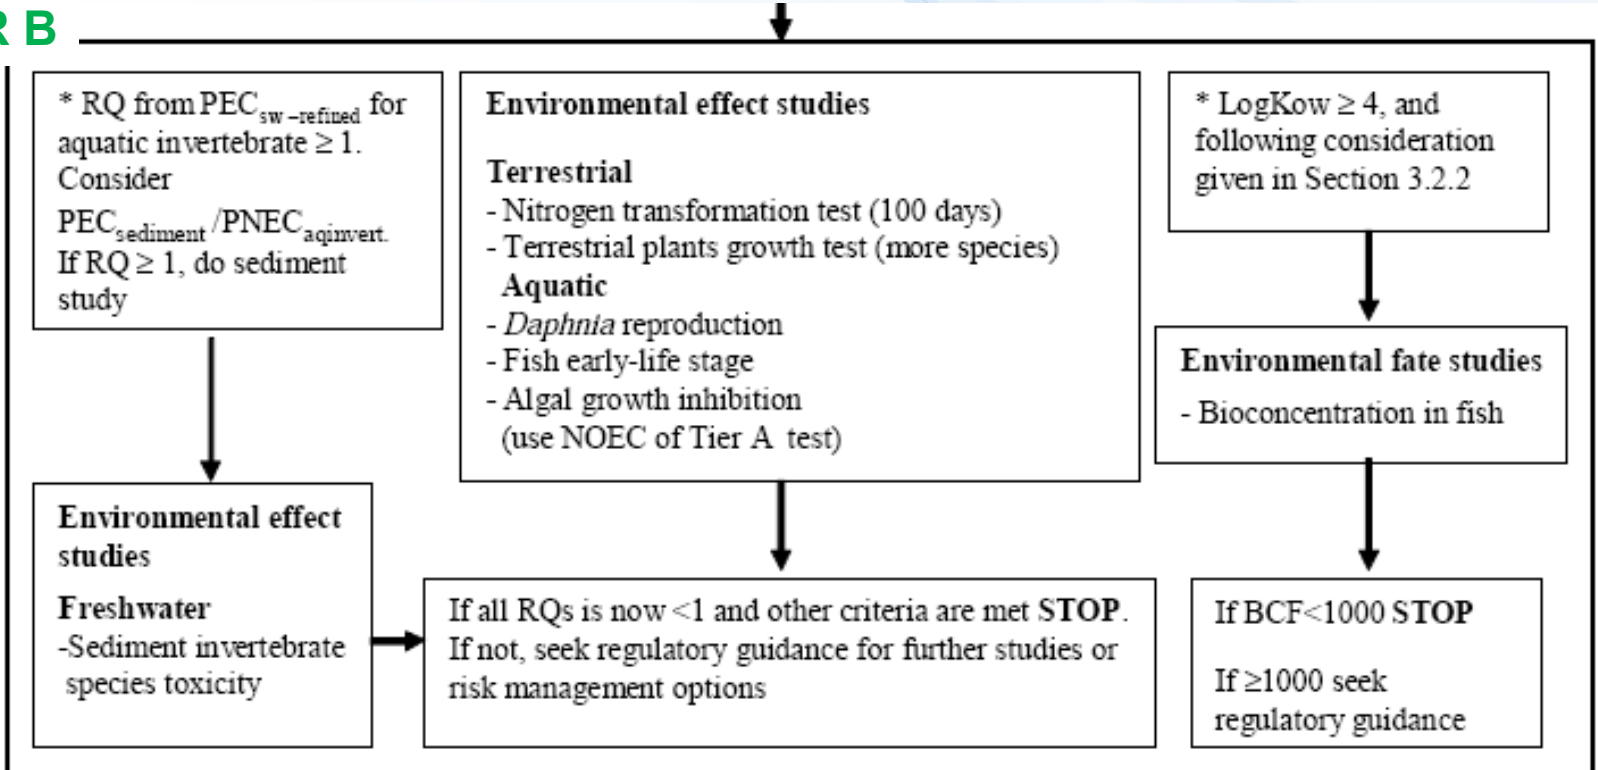 R B
* RQ from PECsw-refined for
aquatic invertebrate ≥ 1.
Consider
PECsediment/PNECaqinvert.
If RQ ≥ 1, do sediment
study
Environmental effect studies
Terrestrial
- Nitrogen transformation test (100 days)
- Terrestrial plants growth test (more species)
Aquatic
- Daphnia reproduction
- Fish early-life stage
- Algal growth inhibition
(use NOEC of Tier A test)
* LogKow ≥ 4, and
following consideration
given in Section 3.2.2
Environmental fate studies
- Bioconcentration in fish
Environmental effect
studies
Freshwater
-Sediment invertebrate
species toxicity
If all RQs is now <1 and other criteria are met STOP.
If not, seek regulatory guidance for further studies or
risk management options
If BCF<1000 STOP
If ≥1000 seek
regulatory guidance